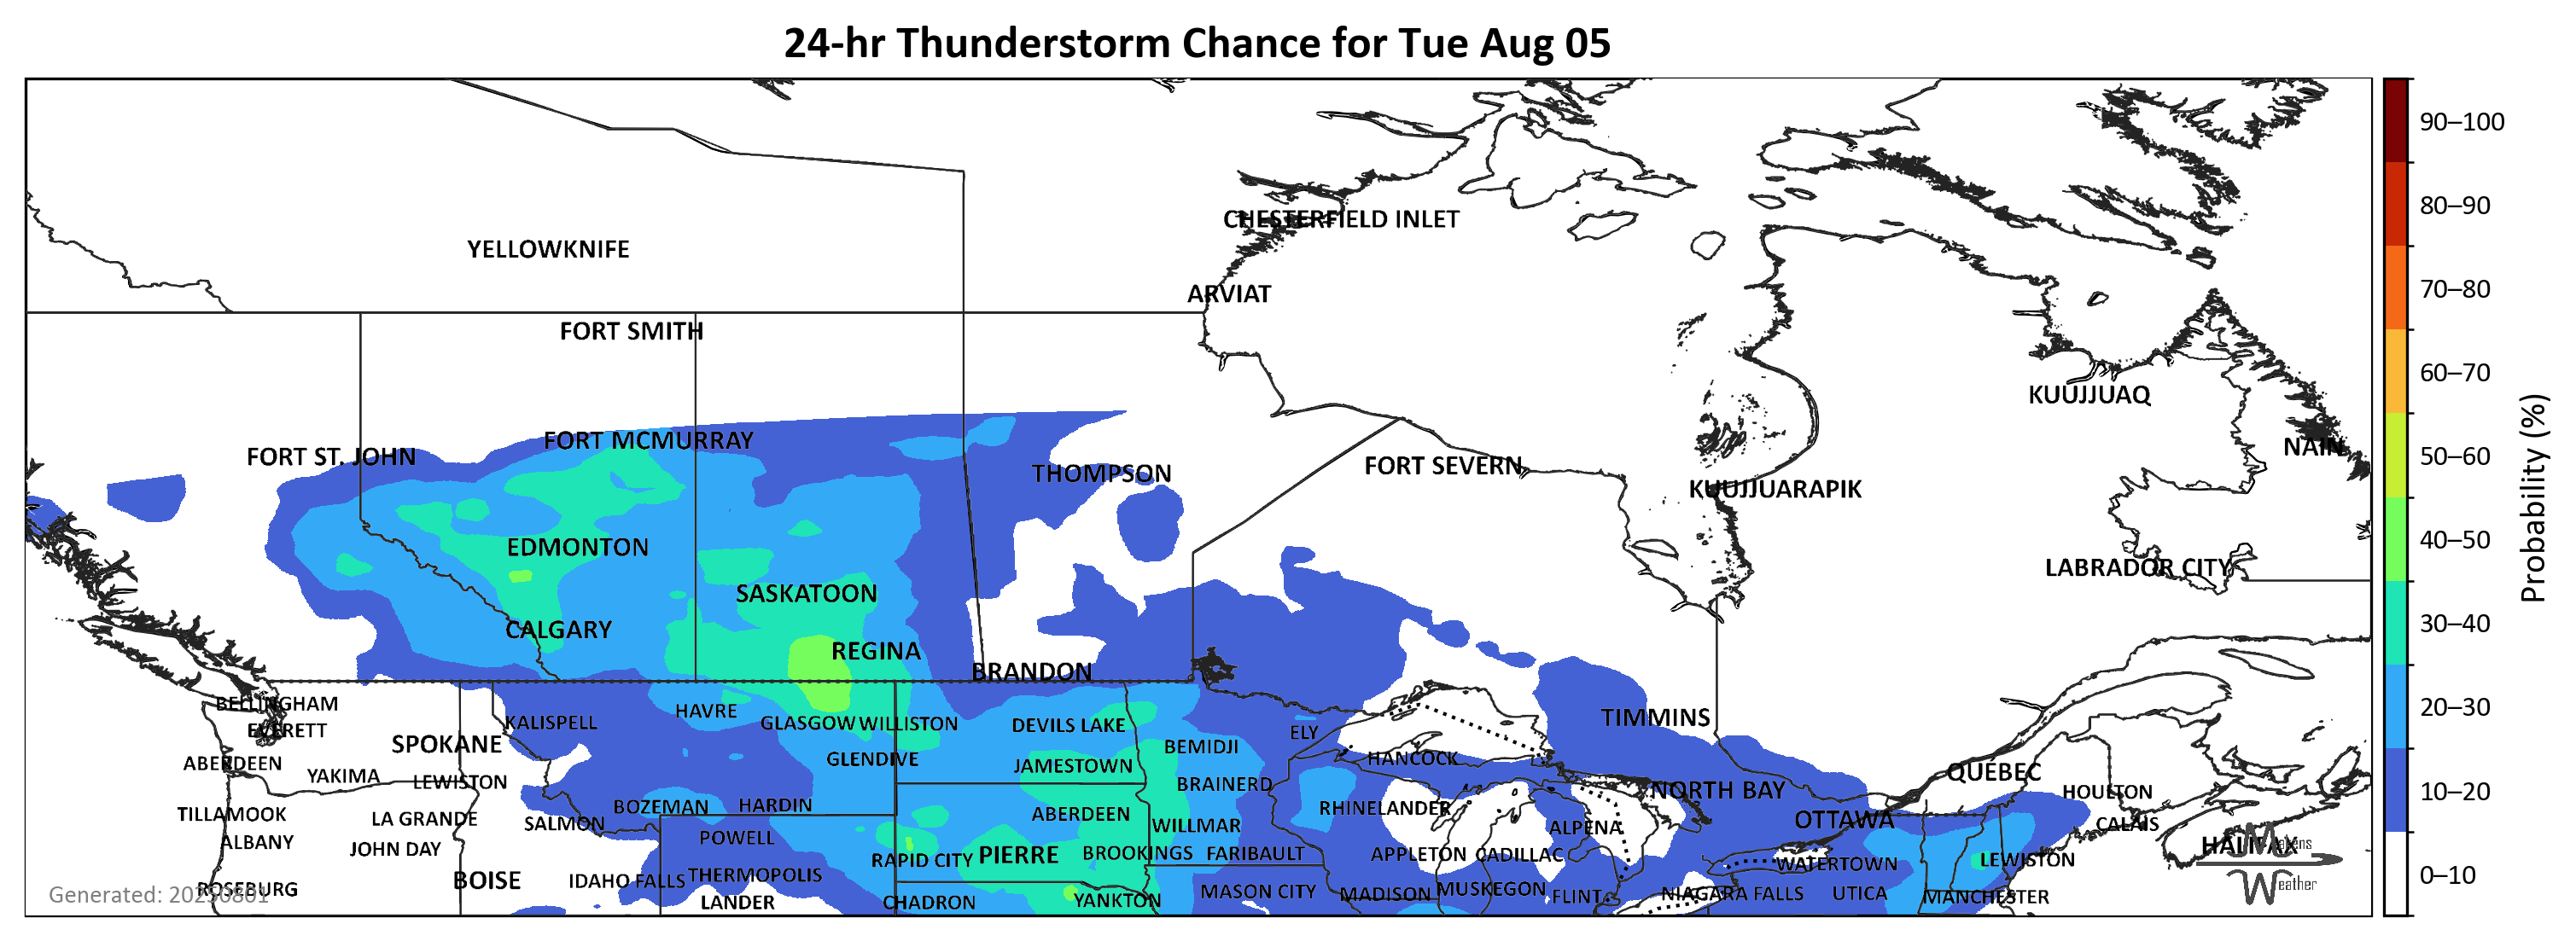 24-hr Thunderstorm Chance for Tue Aug 05
90–100
80–90
CHESTERFIELD INLET
YELLOWKNIFE
70–80
ARVIAT
FORT SMITH
60–70
KUUJJUAQ
FORT MCMURRAY
NAIN
FORT ST. JOHN
50–60
FORT SEVERN
THOMPSON
KUUJJUARAPIK
Probability (%)
40–50
EDMONTON
LABRADOR CITY
SASKATOON
30–40
CALGARY
REGINA
BRANDON
BELLINGHAM
20–30
HAVRE
TIMMINS
KALISPELL
GLASGOW
WILLISTON
DEVILS LAKE
EVERETT
ELY
SPOKANE
BEMIDJI
HANCOCK
GLENDIVE
ABERDEEN
JAMESTOWN
QUÉBEC
YAKIMA
LEWISTON
BRAINERD
NORTH BAY
HOULTON
10–20
BOZEMAN
HARDIN
RHINELANDER
TILLAMOOK
ABERDEEN
LA GRANDE
OTTAWA
SALMON
CALAIS
WILLMAR
ALPENA
POWELL
ALBANY
HALIFAX
Makens
Weather
JOHN DAY
BROOKINGS
FARIBAULT
APPLETON
CADILLAC
PIERRE
RAPID CITY
LEWISTON
WATERTOWN
0–10
THERMOPOLIS
BOISE
IDAHO FALLS
ROSEBURG
MUSKEGON
MASON CITY
MADISON
NIAGARA FALLS
UTICA
Generated: 20250801
FLINT
MANCHESTER
YANKTON
LANDER
CHADRON